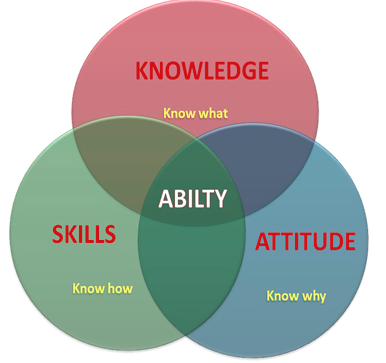 KNOWLEDGE
Know what
ABILTY
SKILLS
ATTITUDE
Know how
Know why